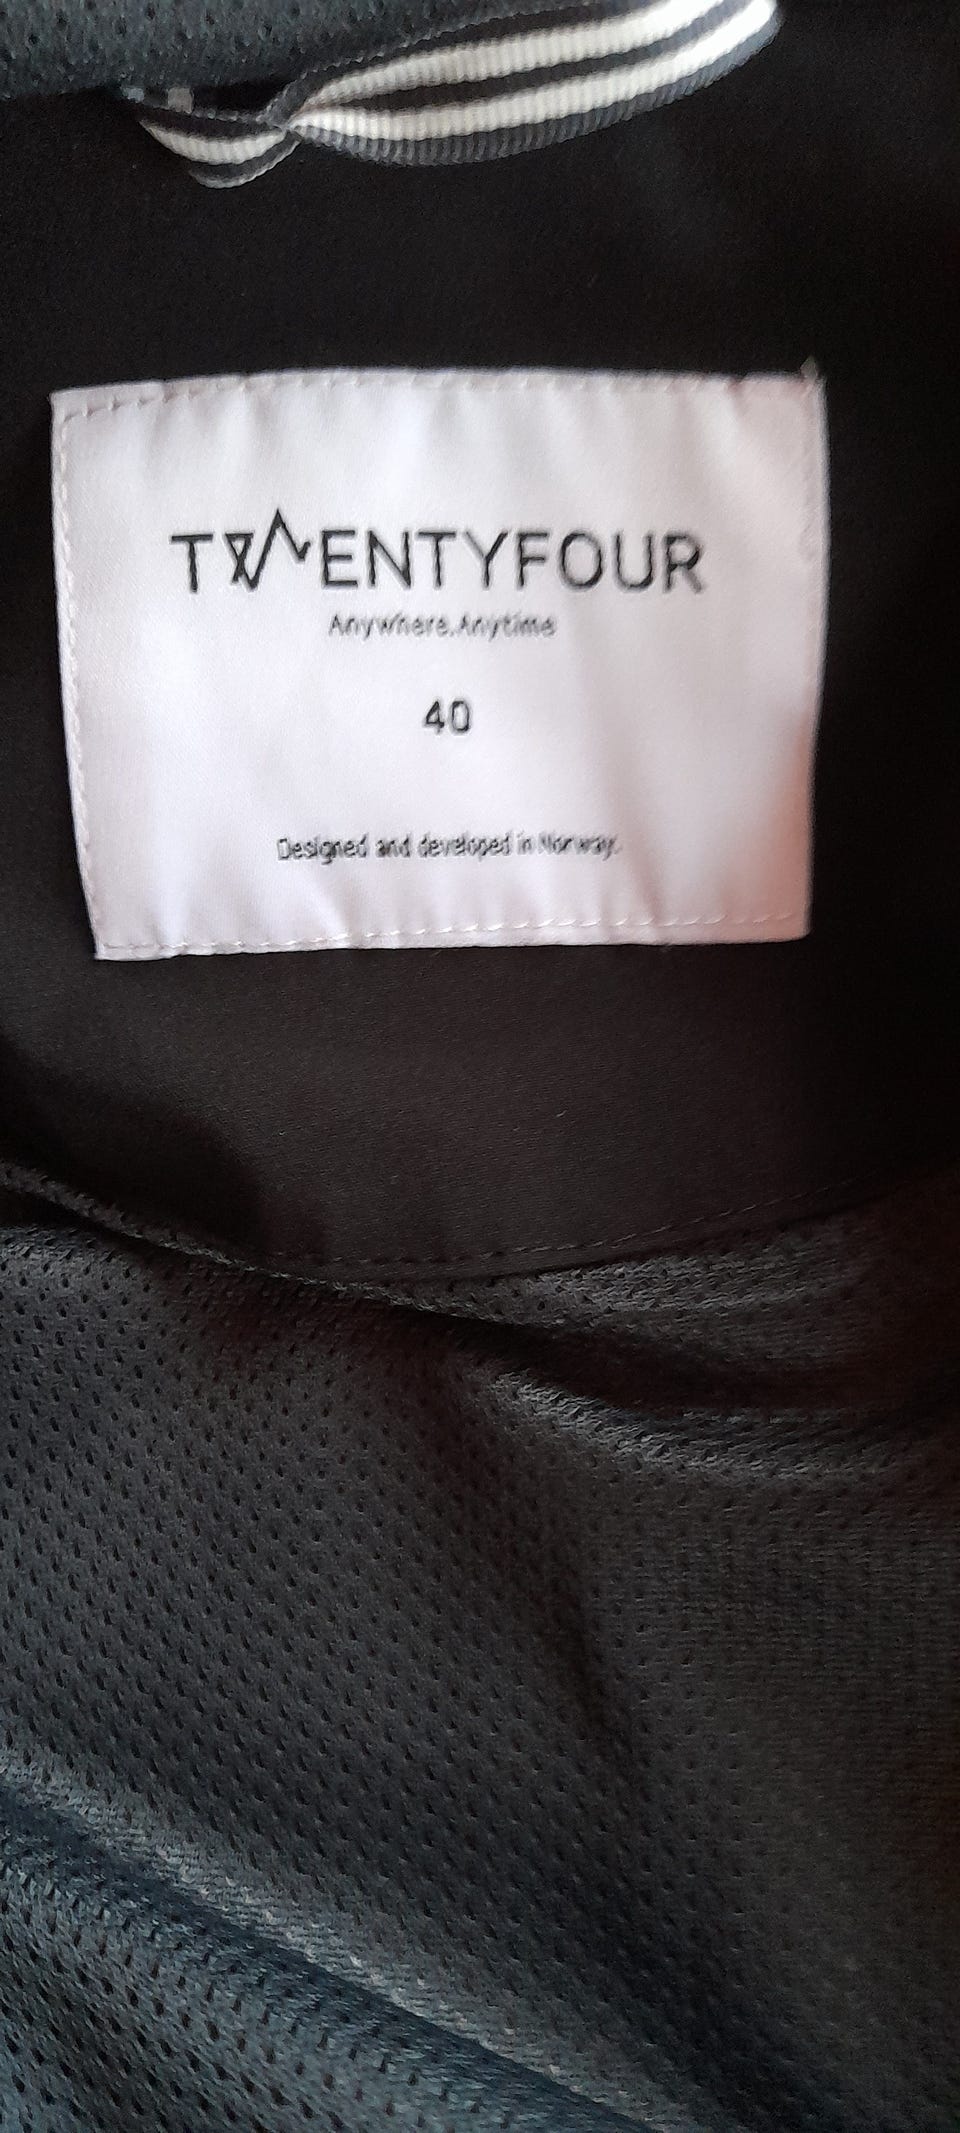 TWENTYFOUR
Anywhere.Anytime
40
Designed and developed in Norway.